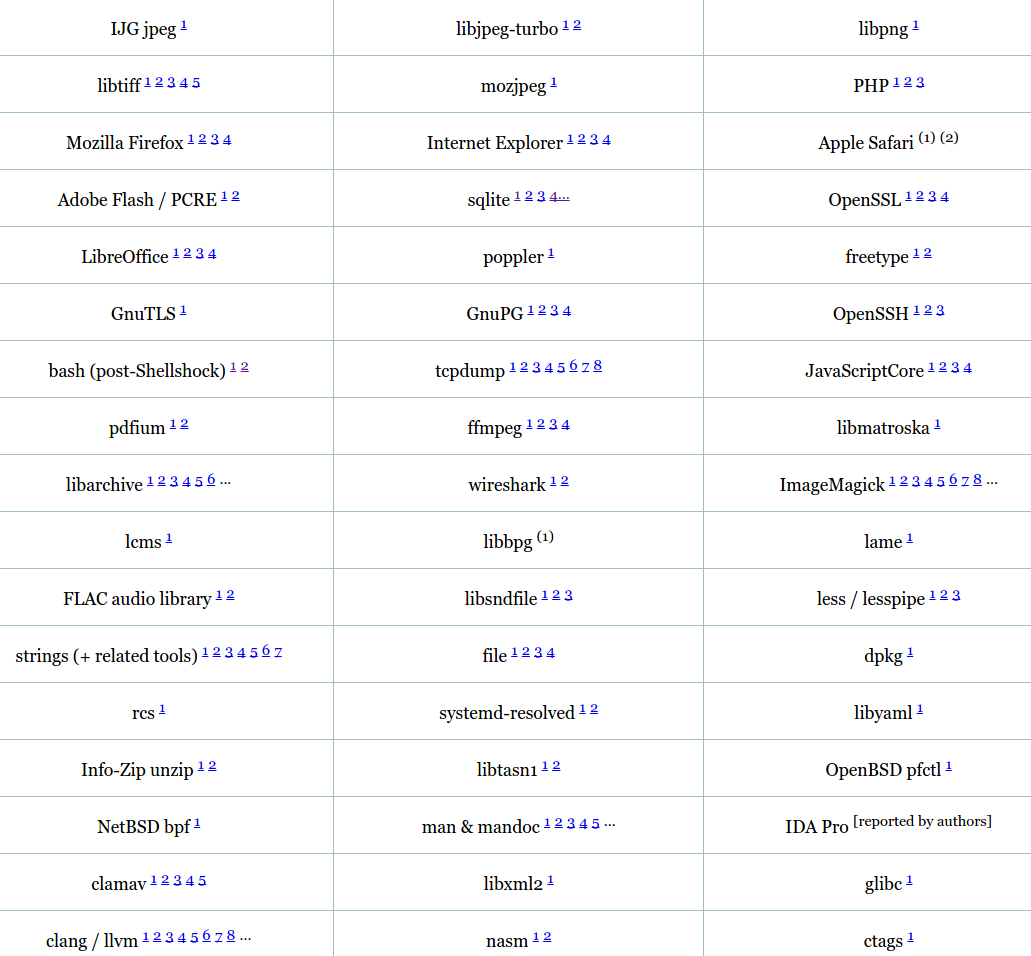 IJG jpeg 1 libjpeg-turbo 1 2 libpng 1
libtiff 1 2 3 4 5 mozjpeg 1 PHP 1 2 3
Mozilla Firefox 1 2 3 4 Internet Explorer 1 2 3 4 Apple Safari (1) (2)
Adobe Flash / PCRE 1 2 sqlite 1 2 3 4... OpenSSL 1 2 3 4
LibreOffice 1 2 3 4 poppler 1 freetype 1 2
GnuTLS 1 GnuPG 1 2 3 4 OpenSSH 1 2 3
bash (post-Shellshock) 1 2 tcpdump 1 2 3 4 5 6 7 8 JavaScriptCore 1 2 3 4
pdfium 1 2 ffmpeg 1 2 3 4 libmatroska 1
libarchive 1 2 3 4 5 6 ... wireshark 1 2 ImageMagick 1 2 3 4 5 6 7 8 ...
lcms 1 libbpg (1) lame 1
FLAC audio library 1 2 libsndfile 1 2 3 less / lesspipe 1 2 3
strings (+ related tools) 1 2 3 4 5 6 7 file 1 2 3 4 dpkg 1
rcs 1 systemd-resolved 1 2 libyaml 1
Info-Zip unzip 1 2 libtasn1 1 2 OpenBSD pfctl 1
NetBSD bpf 1 man & mandoc 1 2 3 4 5 ... IDA Pro [reported by authors]
clamav 1 2 3 4 5 libxml2 1 glibc 1
clang / llvm 1 2 3 4 5 6 7 8 ... nasm 1 2 ctags 1